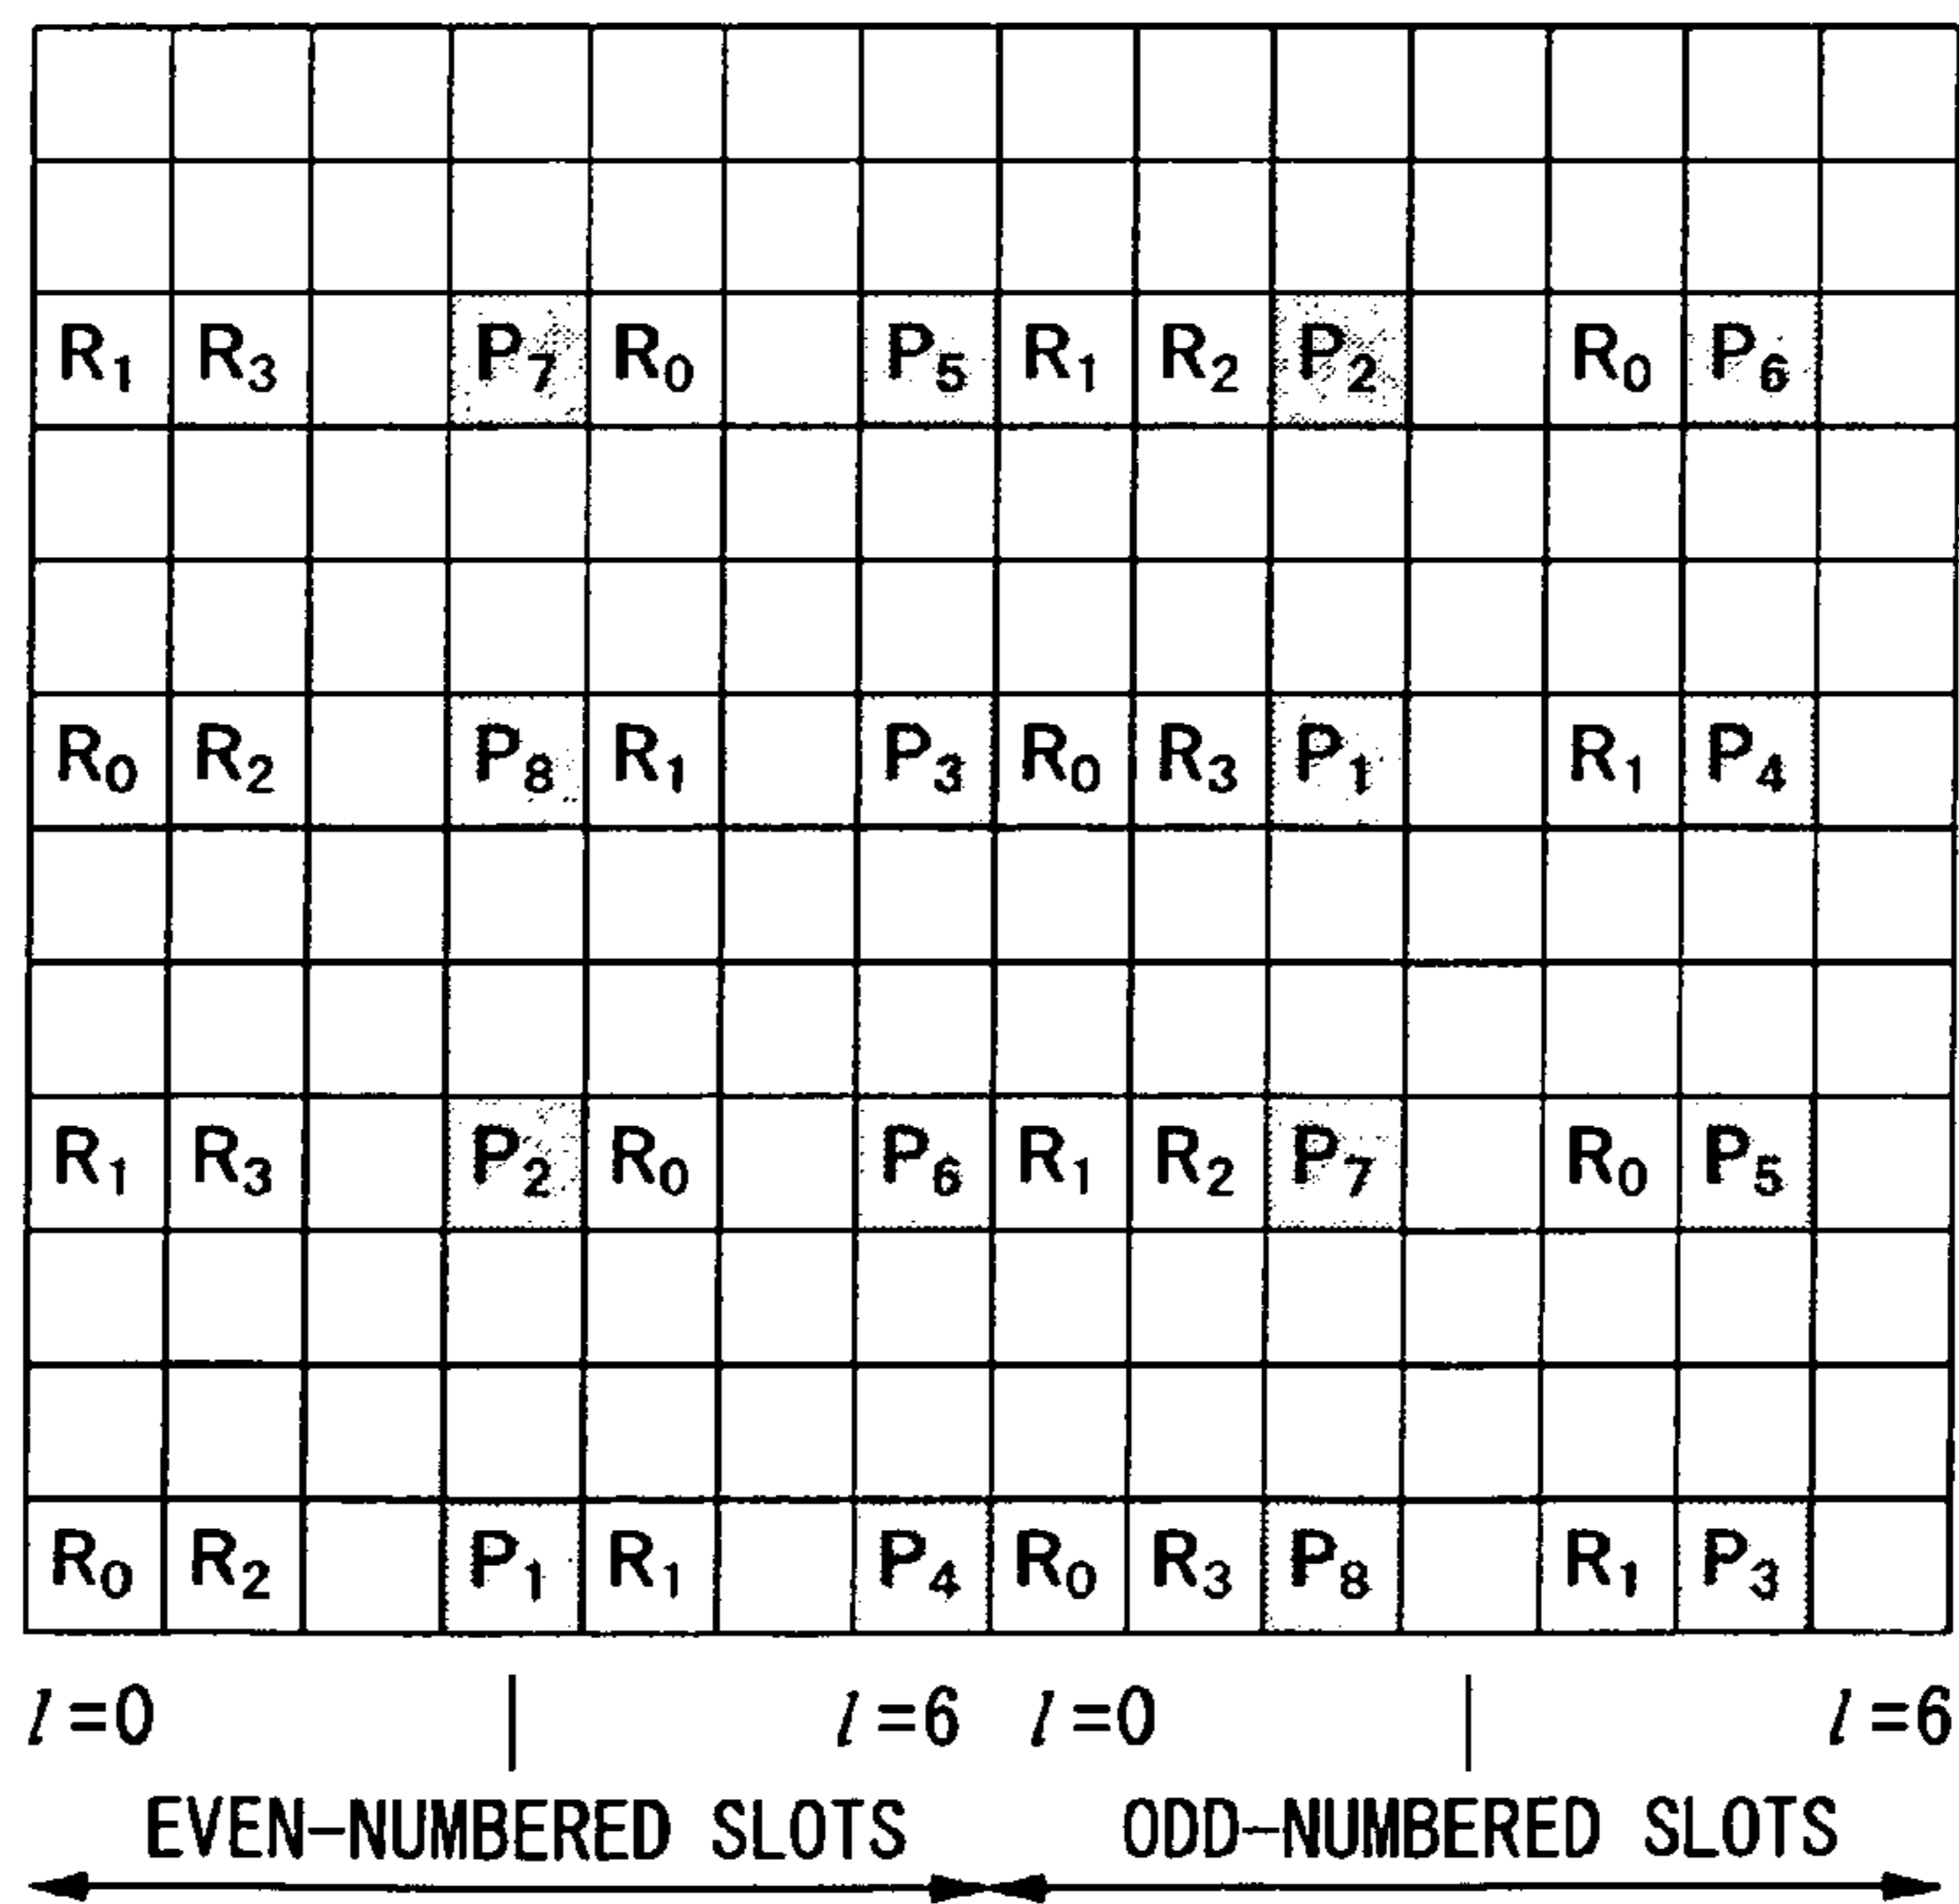 R1 R3 P7 R0 P5 R1 R2 P2 R0 P6
R0 R2 P8 R1 P3 R0 R3 P1 R1 P4
R1 R3 P2 R0 P6 R1 R2 P7 R0 P5
R0 R2 P1 R1 P4 R0 R3 P8 R1 P3
l=0 l=6 l=0 l=6
EVEN-NUMBERED SLOTS ODD-NUMBERED SLOTS